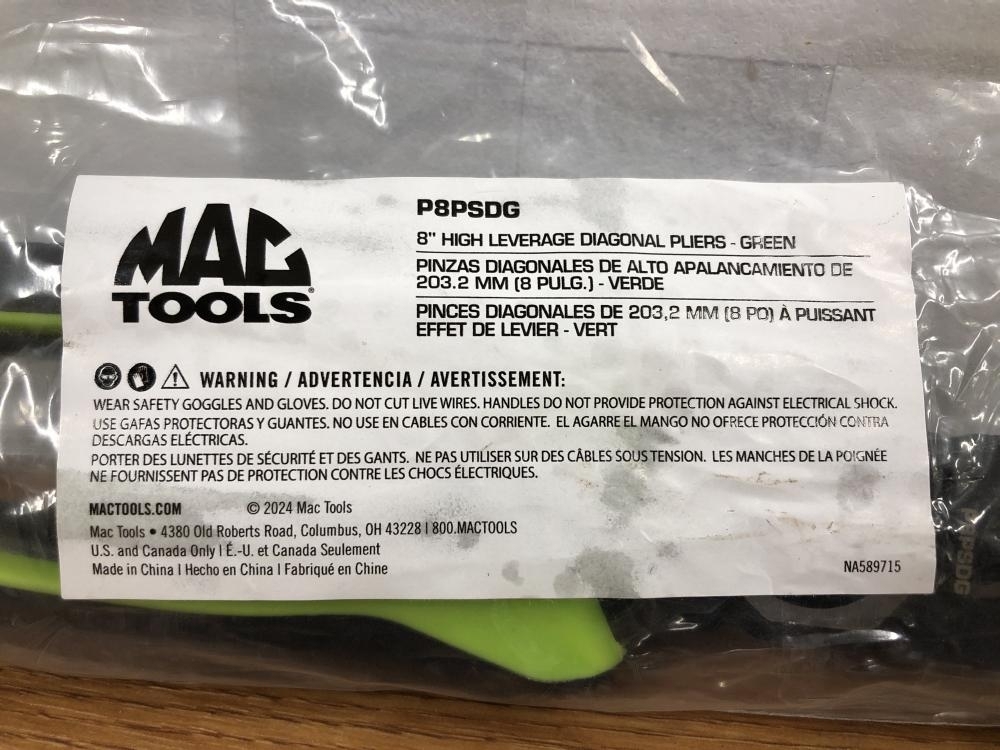 MAC
TOOLS®
P8PSDG
8" HIGH LEVERAGE DIAGONAL PLIERS - GREEN
PINZAS DIAGONALES DE ALTO APALANCAMIENTO DE
203.2 MM (8 PULG.) - VERDE
PINCES DIAGONALES DE 203,2 MM (8 PO) À PUISSANT
EFFET DE LEVIER - VERT
WARNING / ADVERTENCIA / AVERTISSEMENT:
WEAR SAFETY GOGGLES AND GLOVES. DO NOT CUT LIVE WIRES. HANDLES DO NOT PROVIDE PROTECTION AGAINST ELECTRICAL SHOCK.
USE GAFAS PROTECTORAS Y GUANTES. NO USE EN CABLES CON CORRIENTE. EL AGARRE EL MANGO NO OFRECE PROTECCIÓN CONTRA
DESCARGAS ELÉCTRICAS.
PORTER DES LUNETTES DE SÉCURITÉ ET DES GANTS. NE PAS UTILISER SUR DES CÂBLES SOUS TENSION. LES MANCHES DE LA POIGNÉE
NE FOURNISSENT PAS DE PROTECTION CONTRE LES CHOCS ÉLECTRIQUES.
MACTOOLS.COM © 2024 Mac Tools
Mac Tools • 4380 Old Roberts Road, Columbus, OH 43228 | 800.MACTOOLS
U.S. and Canada Only | É.-U. et Canada Seulement
Made in China | Hecho en China | Fabriqué en Chine
NA589715
P8PSDG